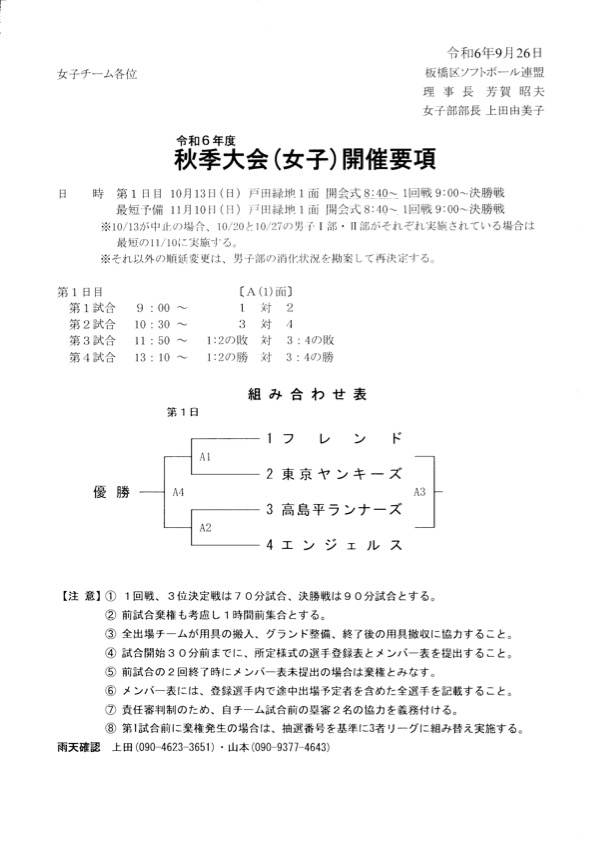 令和6年9月26日
女子チーム各位
板橋区ソフトボール連盟
理 事 長 芳賀 昭夫
女子部部長 上田由美子
令和６年度
秋季大会(女子)開催要項
日 時 第１日目 10月13日(日) 戸田緑地１面 開会式 8:40～ 1回戦 9:00～決勝戦
最短予備 11月10日(日) 戸田緑地１面 開会式 8:40～ 1回戦 9:00～決勝戦
※10/13が中止の場合、10/20と10/27の男子Ⅰ部・Ⅱ部がそれぞれ実施されている場合は
最短の11/10に実施する。
※それ以外の順延変更は、男子部の消化状況を勘案して再決定する。
第１日目 〔A(1)面〕
第１試合 9：00 ～ 1 対 2
第２試合 10：30 ～ 3 対 4
第３試合 11：50 ～ 1:2の敗 対 3：4の敗
第４試合 13：10 ～ 1:2の勝 対 3:4の勝
組み合わせ表
第１日
1 フレンド
A1
2 東京ヤンキーズ
優勝 A4 A3
3 高島平ランナーズ
A2
4 エンジェルス
【注 意】① １回戦、３位決定戦は７０分試合、決勝戦は９０分試合とする。
② 前試合棄権も考慮し１時間前集合とする。
③ 全出場チームが用具の搬入、グランド整備、終了後の用具撤収に協力すること。
④ 試合開始３０分前までに、所定様式の選手登録表とメンバー表を提出すること。
⑤ 前試合の２回終了時にメンバー表未提出の場合は棄権とみなす。
⑥ メンバー表には、登録選手内で途中出場予定者を含めた全選手を記載すること。
⑦ 責任審判制のため、自チーム試合前の塁審２名の協力を義務付ける。
⑧ 第1試合前に棄権発生の場合は、抽選番号を基準に3者リーグに組み替え実施する。
雨天確認 上田(090-4623-3651)・山本(090-9377-4643)